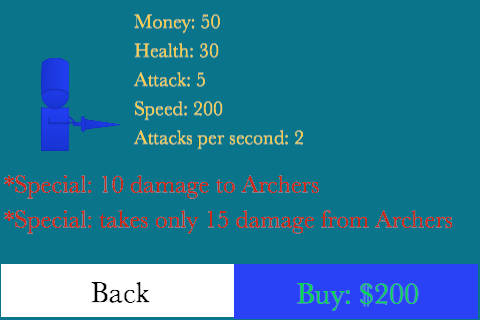 Money: 50
Health: 30
Attack: 5
Speed: 200
Attacks per second: 2
*Special: 10 damage to Archers
*Special: takes only 15 damage from Archers
Back
Buy: $200